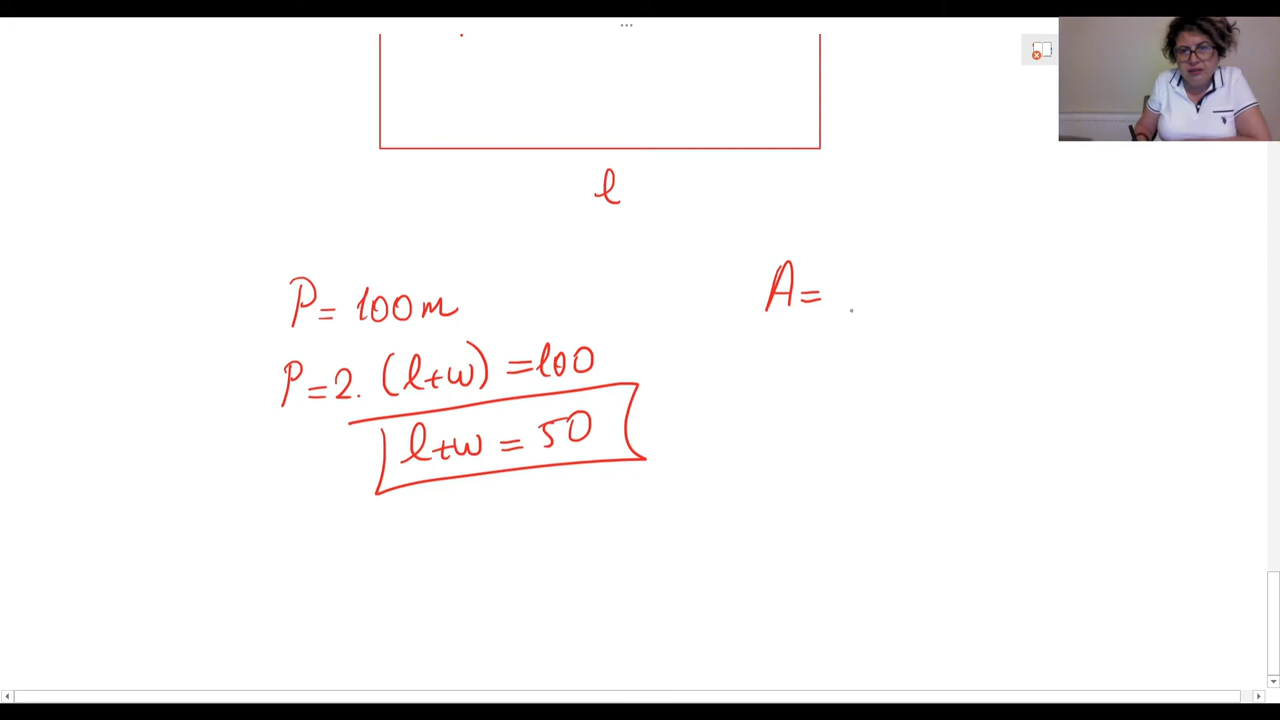 l
P = 100 m
A =
P = 2. (l+w) = 100
l+w = 50